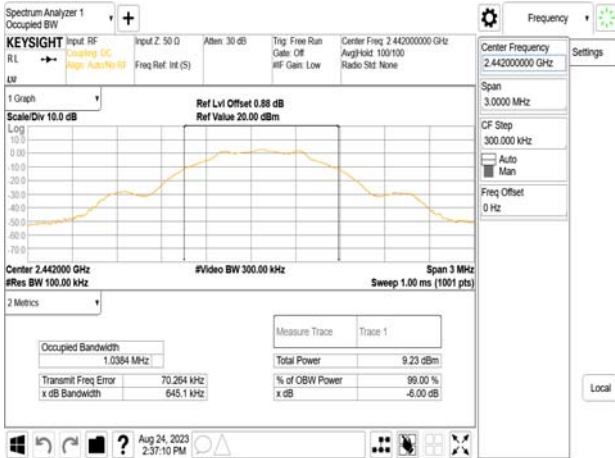 Spectrum Analyzer 1
Occupied BW
Frequency
KEYSIGHT
RL
Input: RF
Coupling: DC
Align: Auto/No RF
Input Z: 50 Ω
Freq Ref: Int (S)
Atten: 30 dB
Trig: Free Run
Gate: Off
#IF Gain: Low
Center Freq: 2.442000000 GHz
Avg|Hold: 100/100
Radio Std: None
1 Graph
Scale/Div 10.0 dB
Ref Lvl Offset 0.88 dB
Ref Value 20.00 dBm
Log
10.0
0.00
-10.0
-20.0
-30.0
-40.0
-50.0
-60.0
-70.0
Center 2.442000 GHz
#Video BW 300.00 kHz
Span 3 MHz
#Res BW 100.00 kHz
Sweep 1.00 ms (1001 pts)
2 Metrics
Measure Trace Trace 1
Occupied Bandwidth
1.0384 MHz
Total Power 9.23 dBm
Transmit Freq Error 70.264 kHz
% of OBW Power 99.00 %
x dB Bandwidth 645.1 kHz
x dB -6.00 dB
Aug 24, 2023
2:37:10 PM
Center Frequency
2.442000000 GHz
Settings
Span
3.0000 MHz
CF Step
300.000 kHz
Auto
Man
Freq Offset
0 Hz
Local